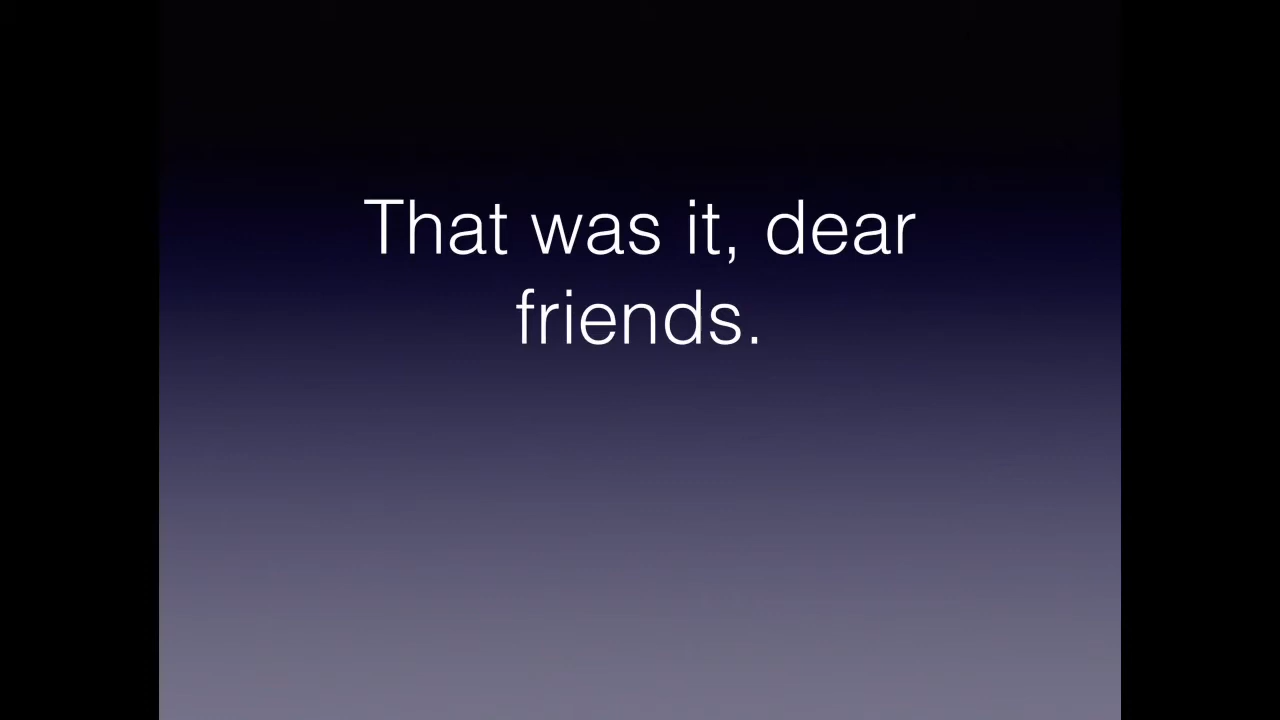 That was it, dear
friends.